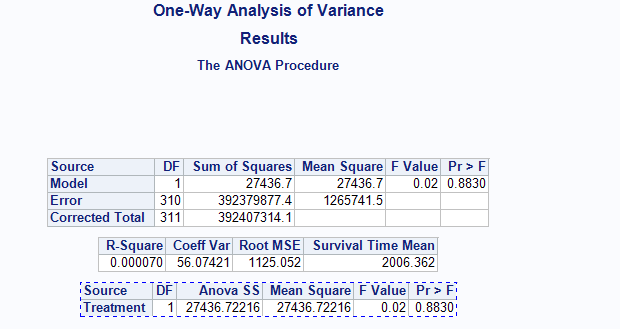 One-Way Analysis of Variance
Results
The ANOVA Procedure
Source DF Sum of Squares Mean Square F Value Pr > F
Model 1 27436.7 27436.7 0.02 0.8830
Error 310 392379877.4 1265741.5
Corrected Total 311 392407314.1
R-Square Coeff Var Root MSE Survival Time Mean
0.000070 56.07421 1125.052 2006.362
Source DF Anova SS Mean Square F Value Pr > F
Treatment 1 27436.72216 27436.72216 0.02 0.8830